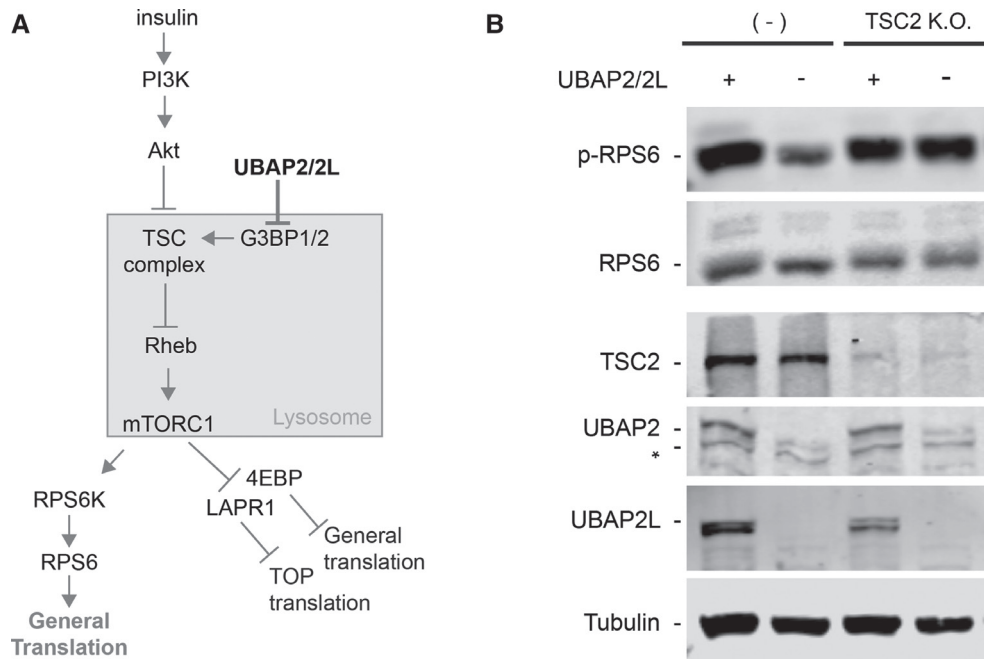 A
insulin
PI3K
Akt
UBAP2/2L
TSC
complex
G3BP1/2
Rheb
mTORC1
Lysosome
RPS6K
4EBP
LAPR1
RPS6
General
translation
TOP
translation
General
Translation
B
( - )
TSC2 K.O.
UBAP2/2L + - + -
p-RPS6 -
RPS6 -
TSC2 -
UBAP2 -
-
*
UBAP2L -
Tubulin -